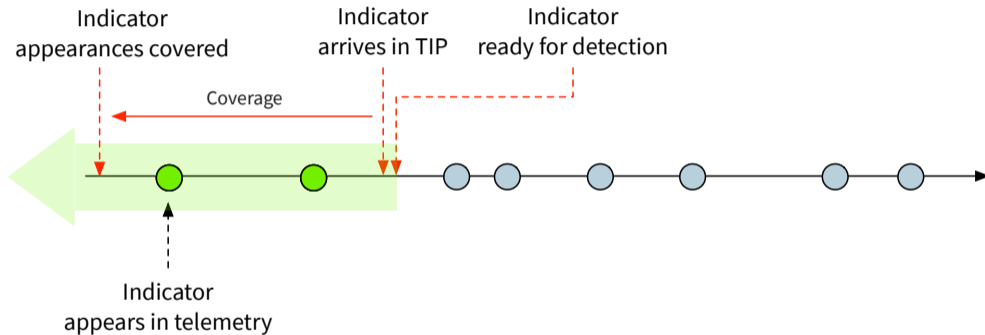 Indicator
appearances covered
Indicator
arrives in TIP
Indicator
ready for detection
Coverage
Indicator
appears in telemetry